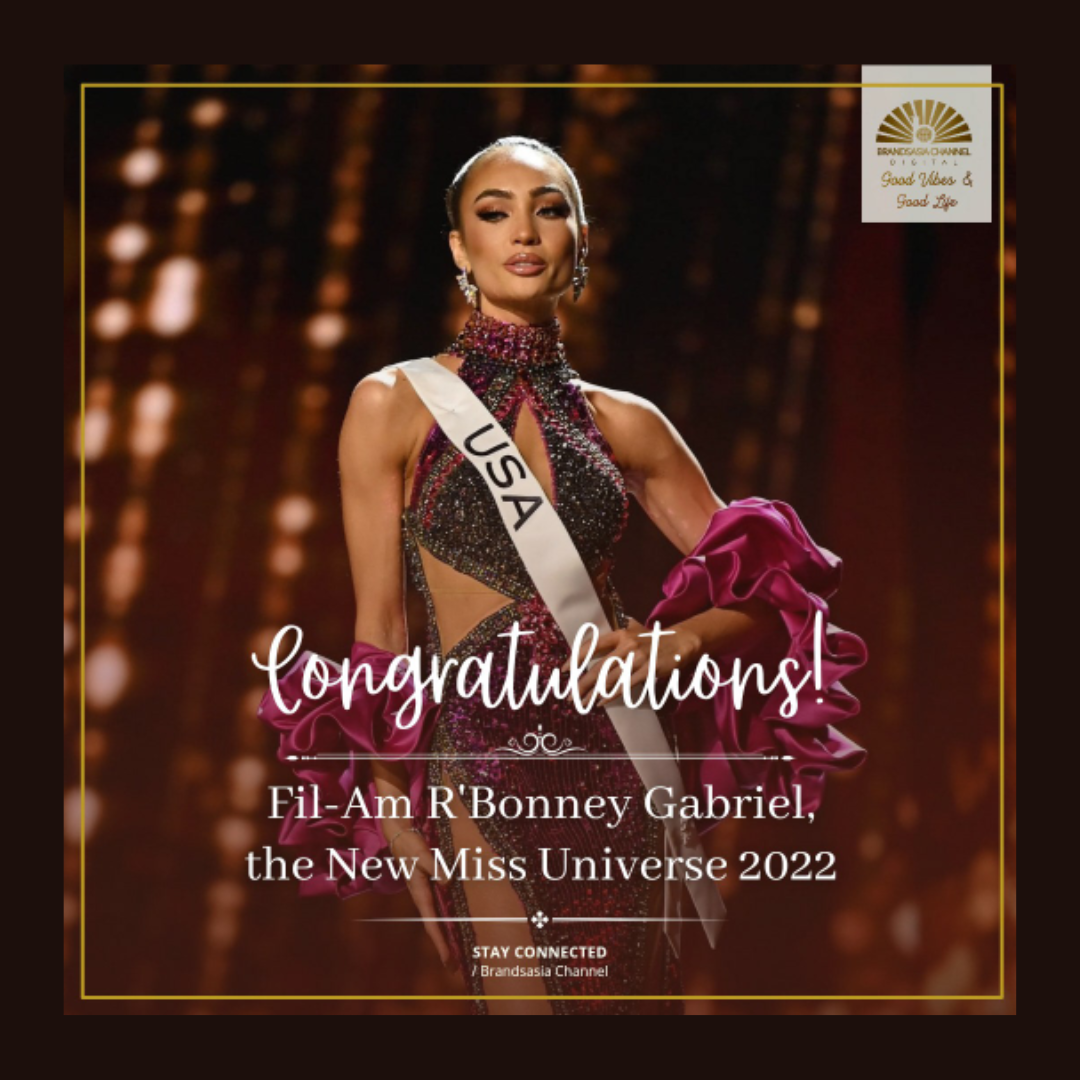 BRANDSASIA CHANNEL
DIGITAL
Good Vibes &
Good Life
USA
Congratulations!
Fil-Am R'Bonney Gabriel,
the New Miss Universe 2022
STAY CONNECTED
/ Brandsasia Channel